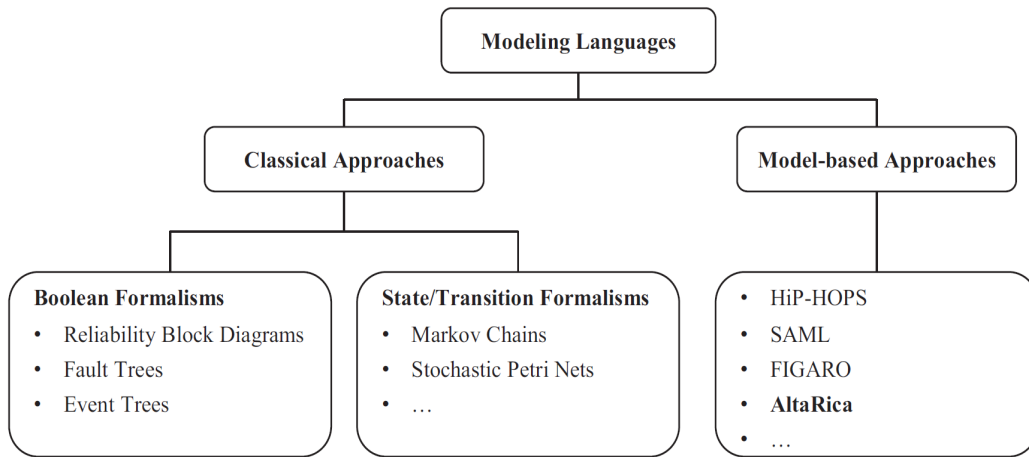 Modeling Languages
Classical Approaches
Model-based Approaches
Boolean Formalisms
• Reliability Block Diagrams
• Fault Trees
• Event Trees
State/Transition Formalisms
• Markov Chains
• Stochastic Petri Nets
• …
• HiP-HOPS
• SAML
• FIGARO
• AltaRica
• …